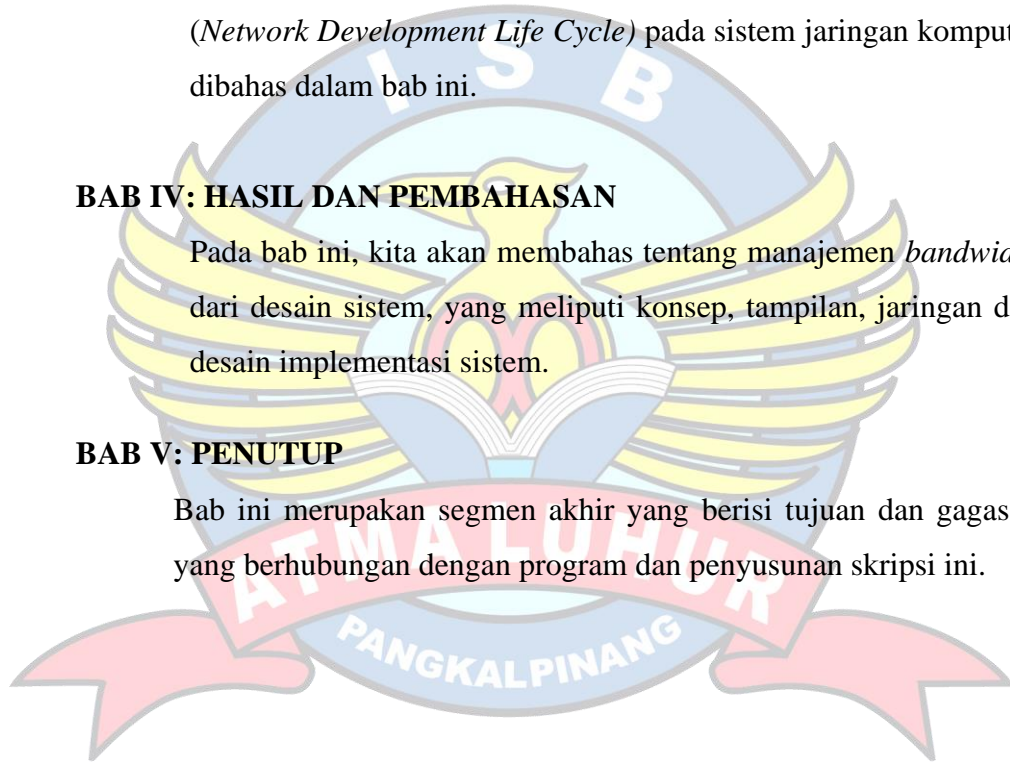 (Network Development Life Cycle) pada sistem jaringan komput
dibahas dalam bab ini.
BAB IV: HASIL DAN PEMBAHASAN
Pada bab ini, kita akan membahas tentang manajemen bandwid
dari desain sistem, yang meliputi konsep, tampilan, jaringan d
desain implementasi sistem.
BAB V: PENUTUP
Bab ini merupakan segmen akhir yang berisi tujuan dan gagas
yang berhubungan dengan program dan penyusunan skripsi ini.
I S B
ATMA LUHUR
PANGKALPINANG